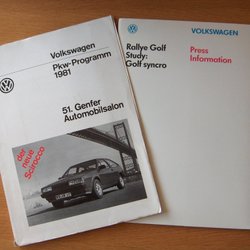 Volkswagen
Pkw-Programm
1981
51. Genfer
Automobilsalon
der
neue
Scirocco
VOLKSWAGEN
Rallye Golf
Study:
Golf syncro
Press
Information